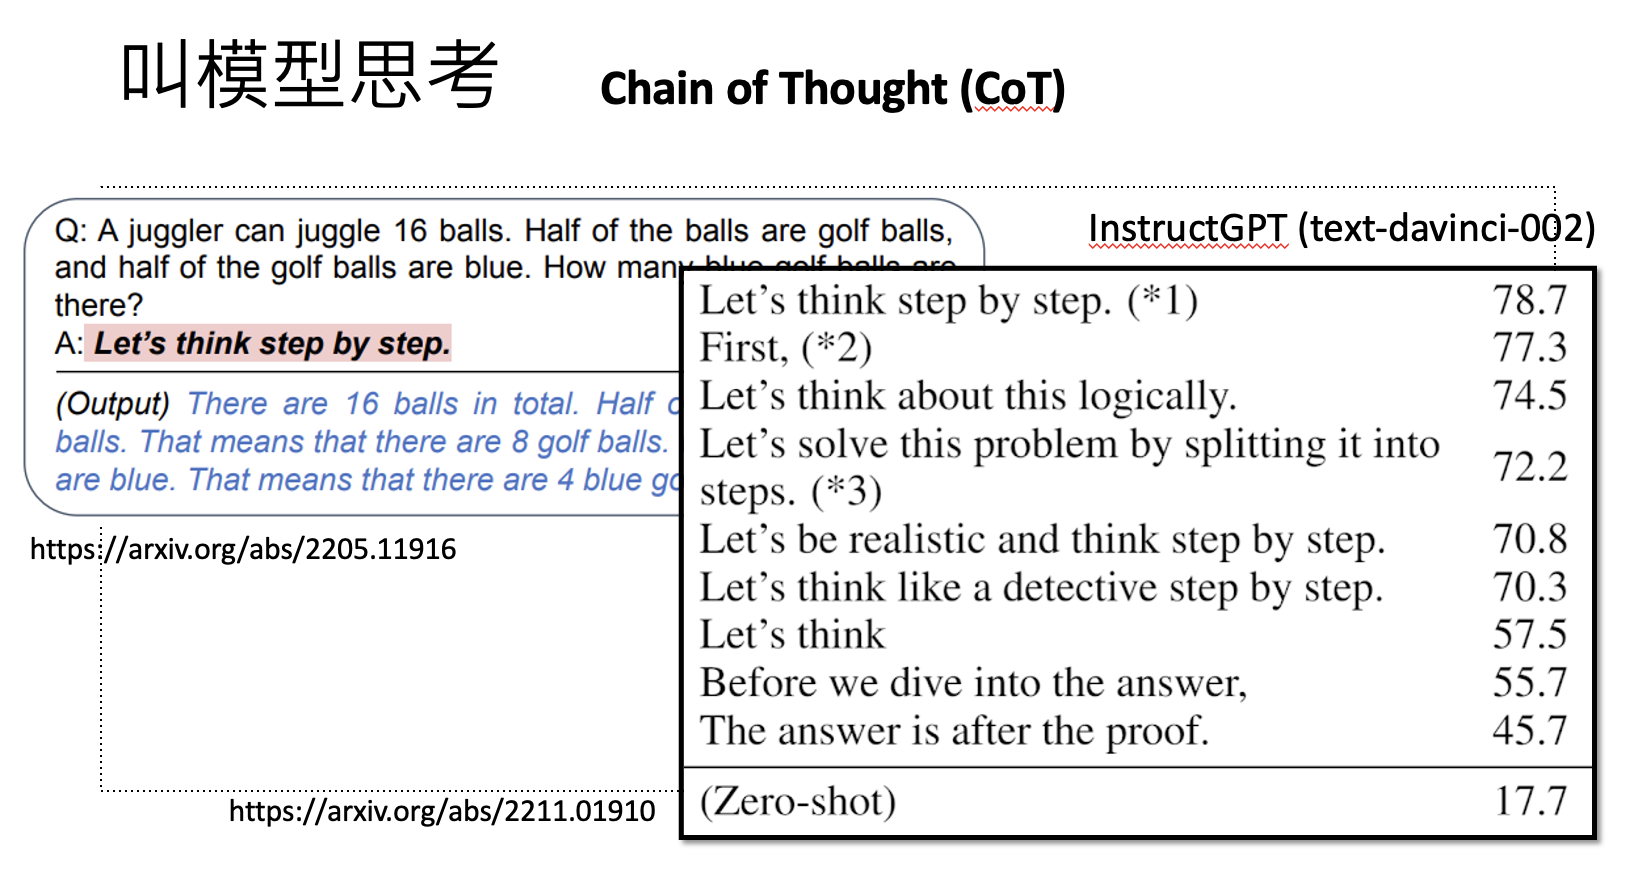 叫模型思考
Chain of Thought (CoT)
Q: A juggler can juggle 16 balls. Half of the balls are golf balls,
and half of the golf balls are blue. How many blue golf balls are
there?
A: Let's think step by step.
(Output) There are 16 balls in total. Half
balls. That means that there are 8 golf balls.
are blue. That means that there are 4 blue
https://arxiv.org/abs/2205.11916
InstructGPT (text-davinci-002)
Let's think step by step. (*1) 78.7
First, (*2) 77.3
Let's think about this logically. 74.5
Let's solve this problem by splitting it into
steps. (*3) 72.2
Let's be realistic and think step by step. 70.8
Let's think like a detective step by step. 70.3
Let's think 57.5
Before we dive into the answer, 55.7
The answer is after the proof. 45.7
(Zero-shot) 17.7
https://arxiv.org/abs/2211.01910